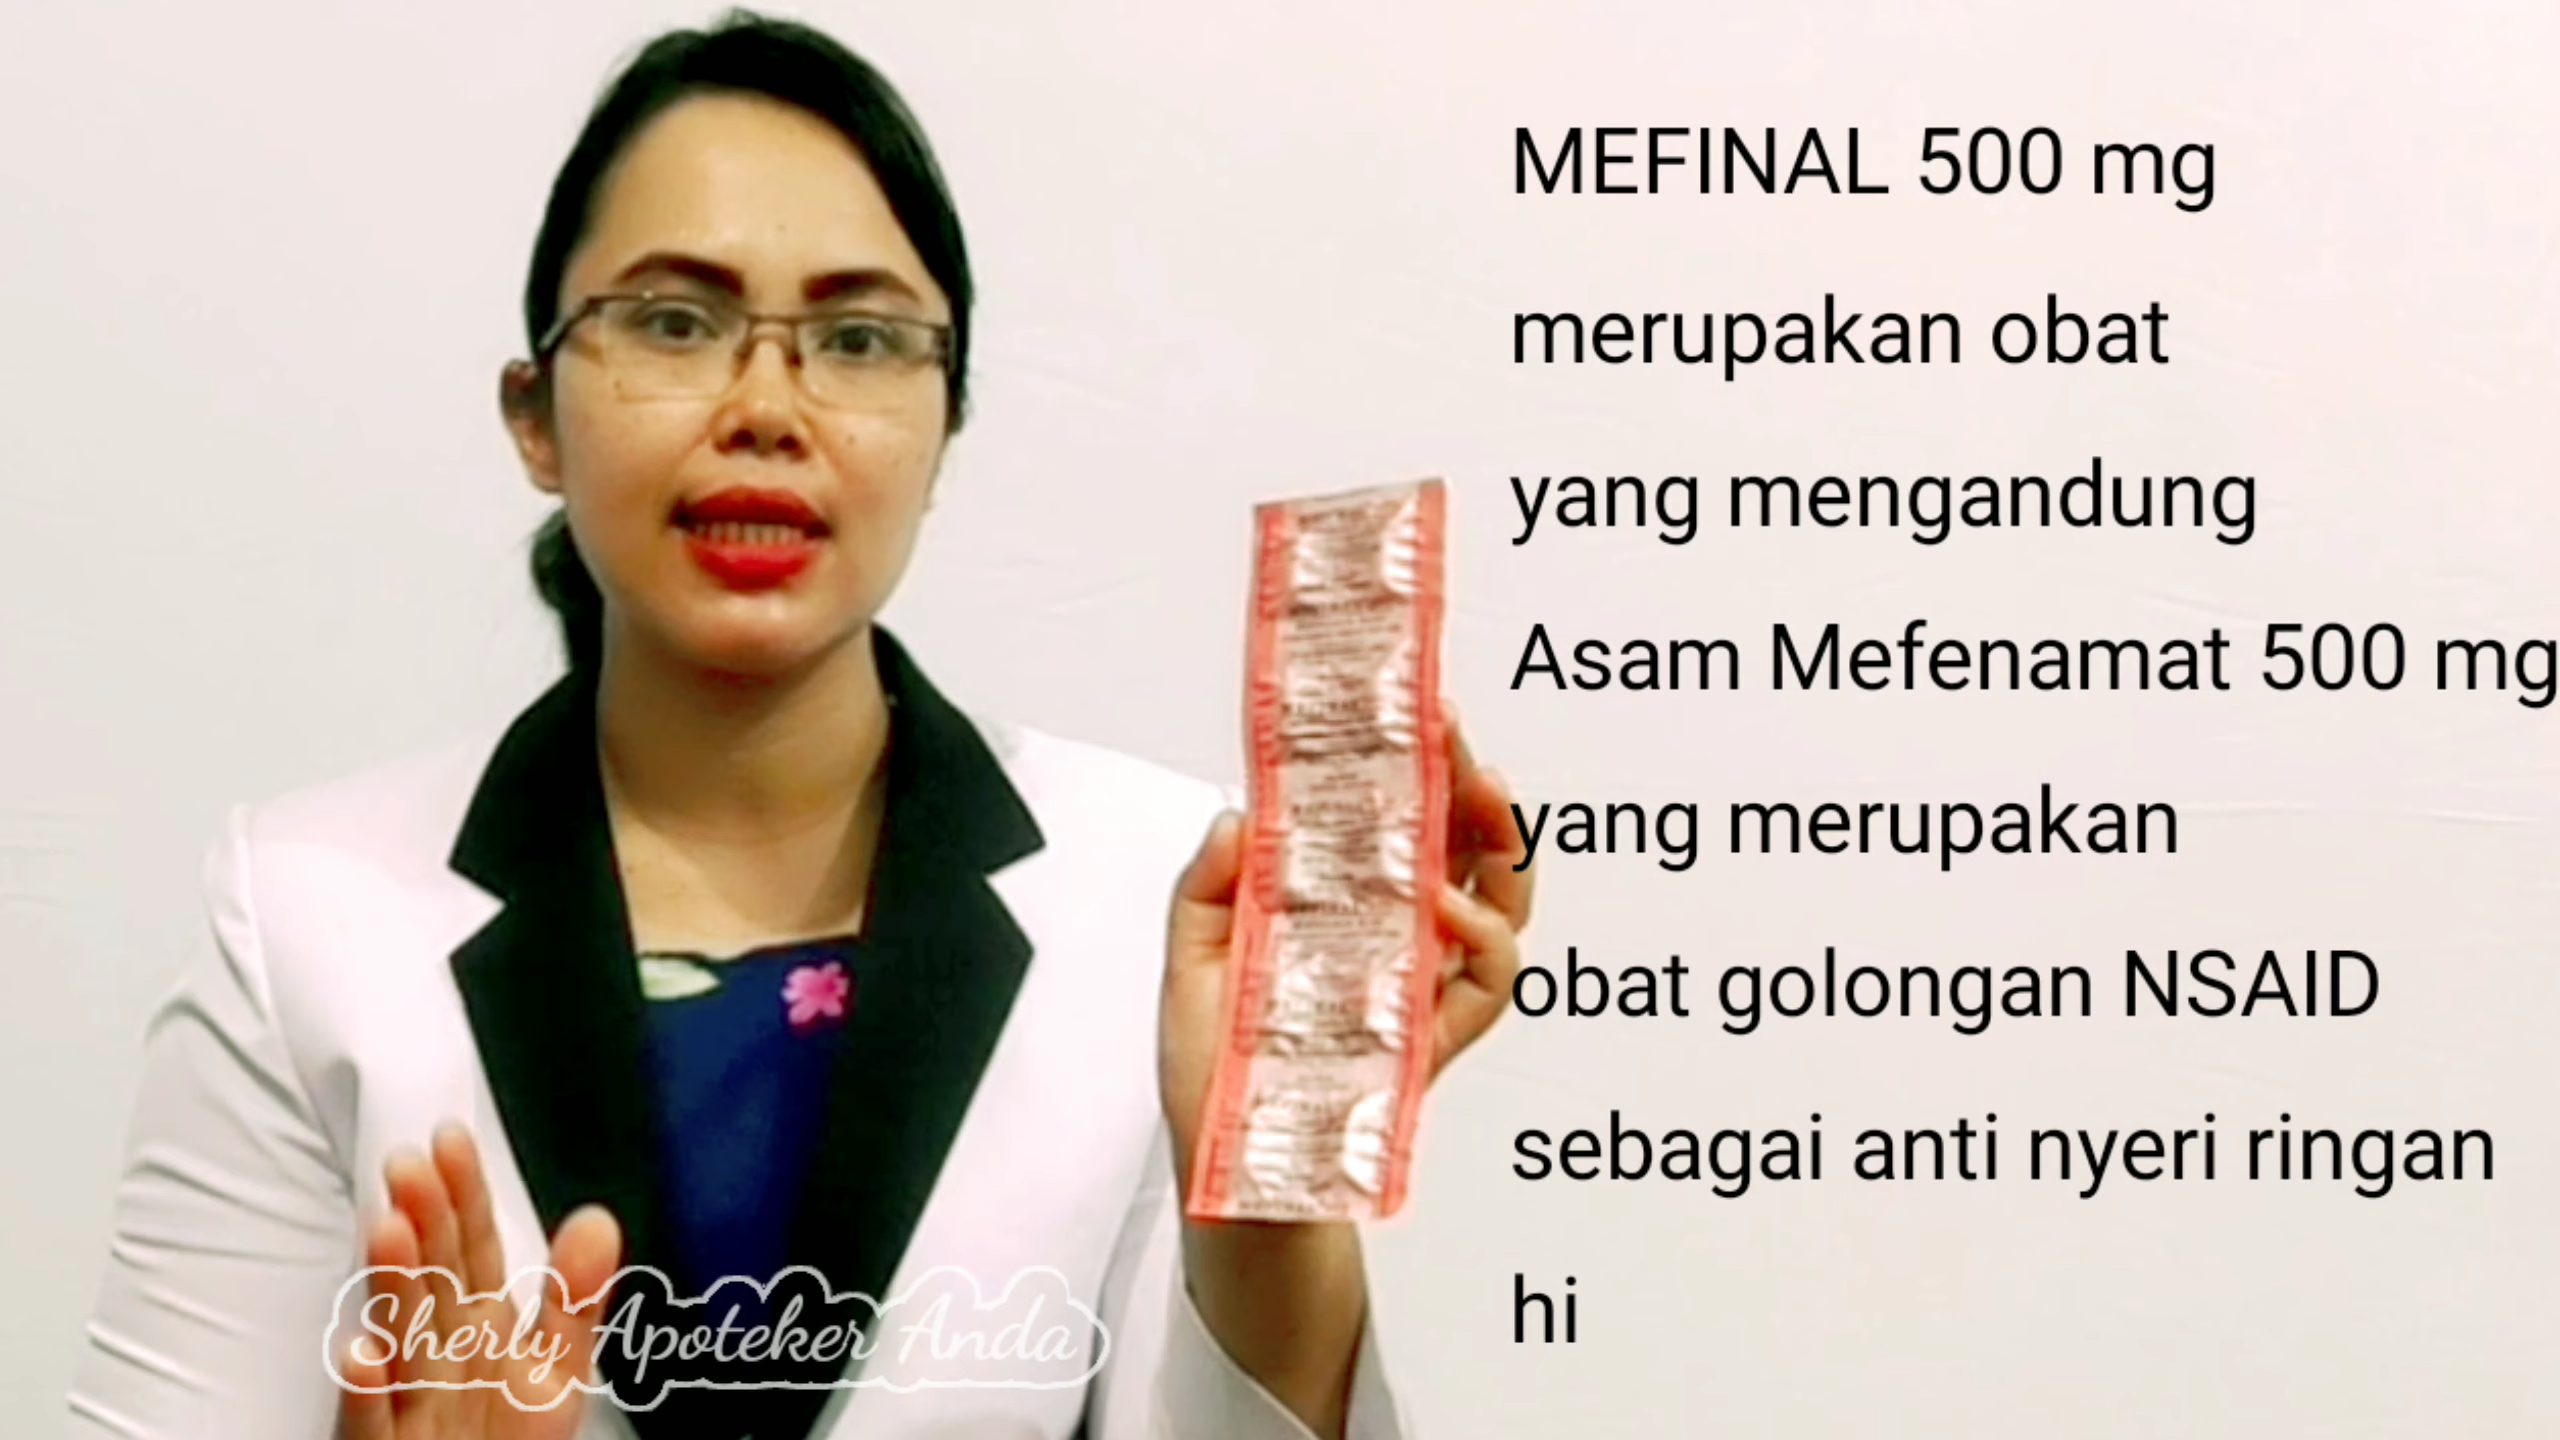 MEFINAL 500 mg
merupakan obat
yang mengandung
Asam Mefenamat 500 mg
yang merupakan
obat golongan NSAID
sebagai anti nyeri ringan
hi
Sherly Apoteker Anda